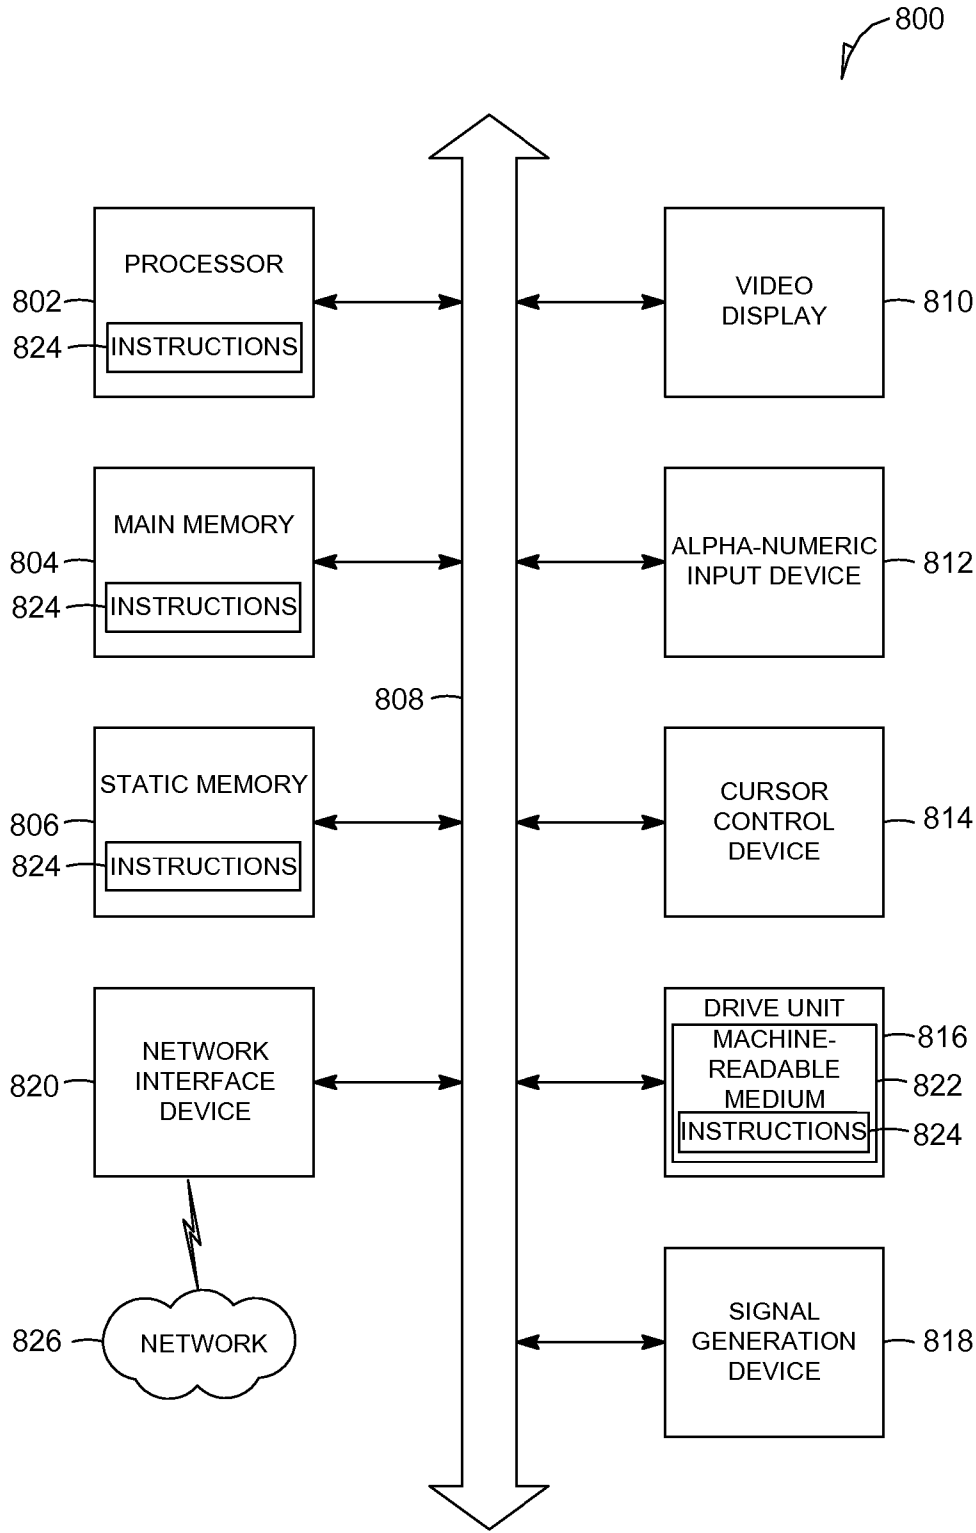 800
PROCESSOR
802
824
INSTRUCTIONS
VIDEO
DISPLAY
810
MAIN MEMORY
804
824
INSTRUCTIONS
ALPHA-NUMERIC
INPUT DEVICE
812
808
STATIC MEMORY
806
824
INSTRUCTIONS
CURSOR
CONTROL
DEVICE
814
NETWORK
INTERFACE
DEVICE
820
DRIVE UNIT
816
MACHINE-
READABLE
MEDIUM
822
INSTRUCTIONS
824
826
NETWORK
SIGNAL
GENERATION
DEVICE
818